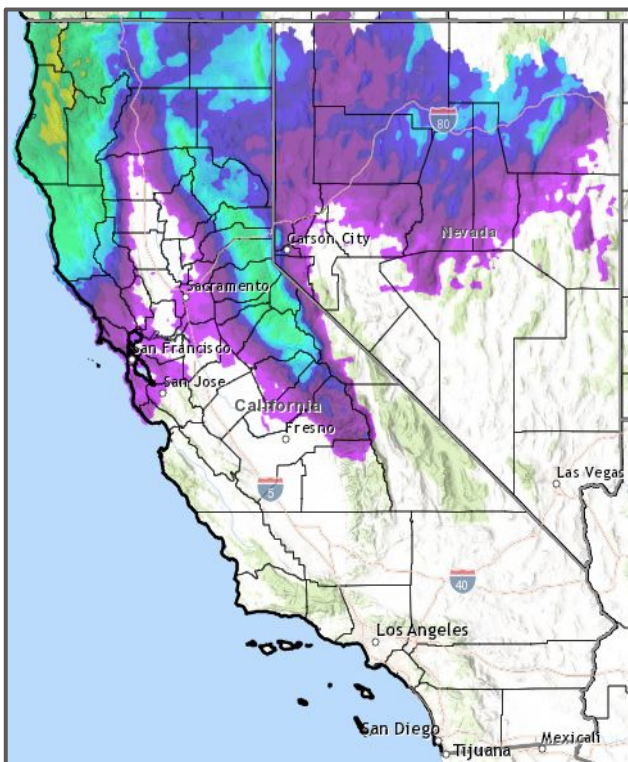 80
Nevada
Carson City
Sacramento
San Francisco
San Jose
California
Fresno
5
Las Vegas
40
Los Angeles
San Diego
Tijuana
Mexicali